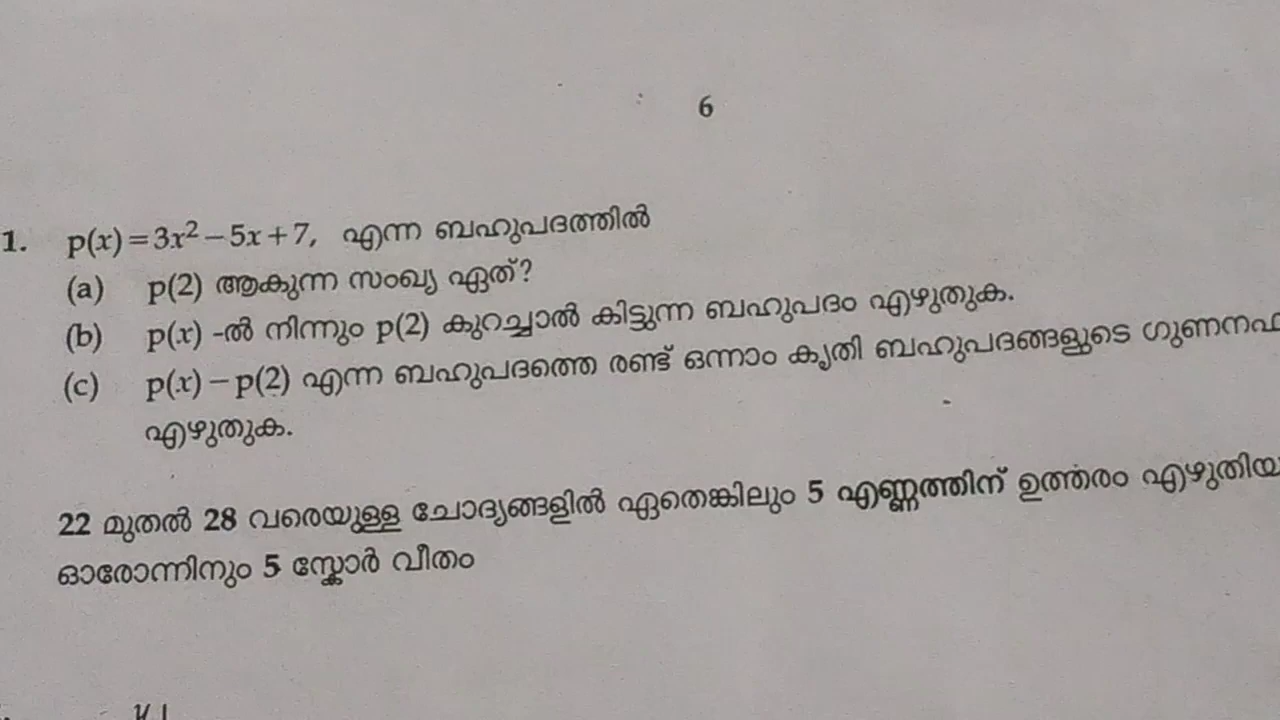 6
1. p(x)=3x²–5x+7, എന്ന ബഹുപദത്തിൽ
(a) p(2) ആകുന്ന സംഖ്യ ഏത്?
(b) p(x) -ൽ നിന്നും p(2) കുറച്ചാൽ കിട്ടുന്ന ബഹുപദം എഴുതുക.
(c) p(x)–p(2) എന്ന ബഹുപദത്തെ രണ്ട് ഒന്നാം കൃതി ബഹുപദങ്ങളുടെ
എഴുതുക.
22 മുതൽ 28 വരെയുള്ള ചോദ്യങ്ങളിൽ ഏതെങ്കിലും 5 എണ്ണത്തിന് ഉത്തരം
ഓരോന്നിനും 5 സ്കോർ വീതം